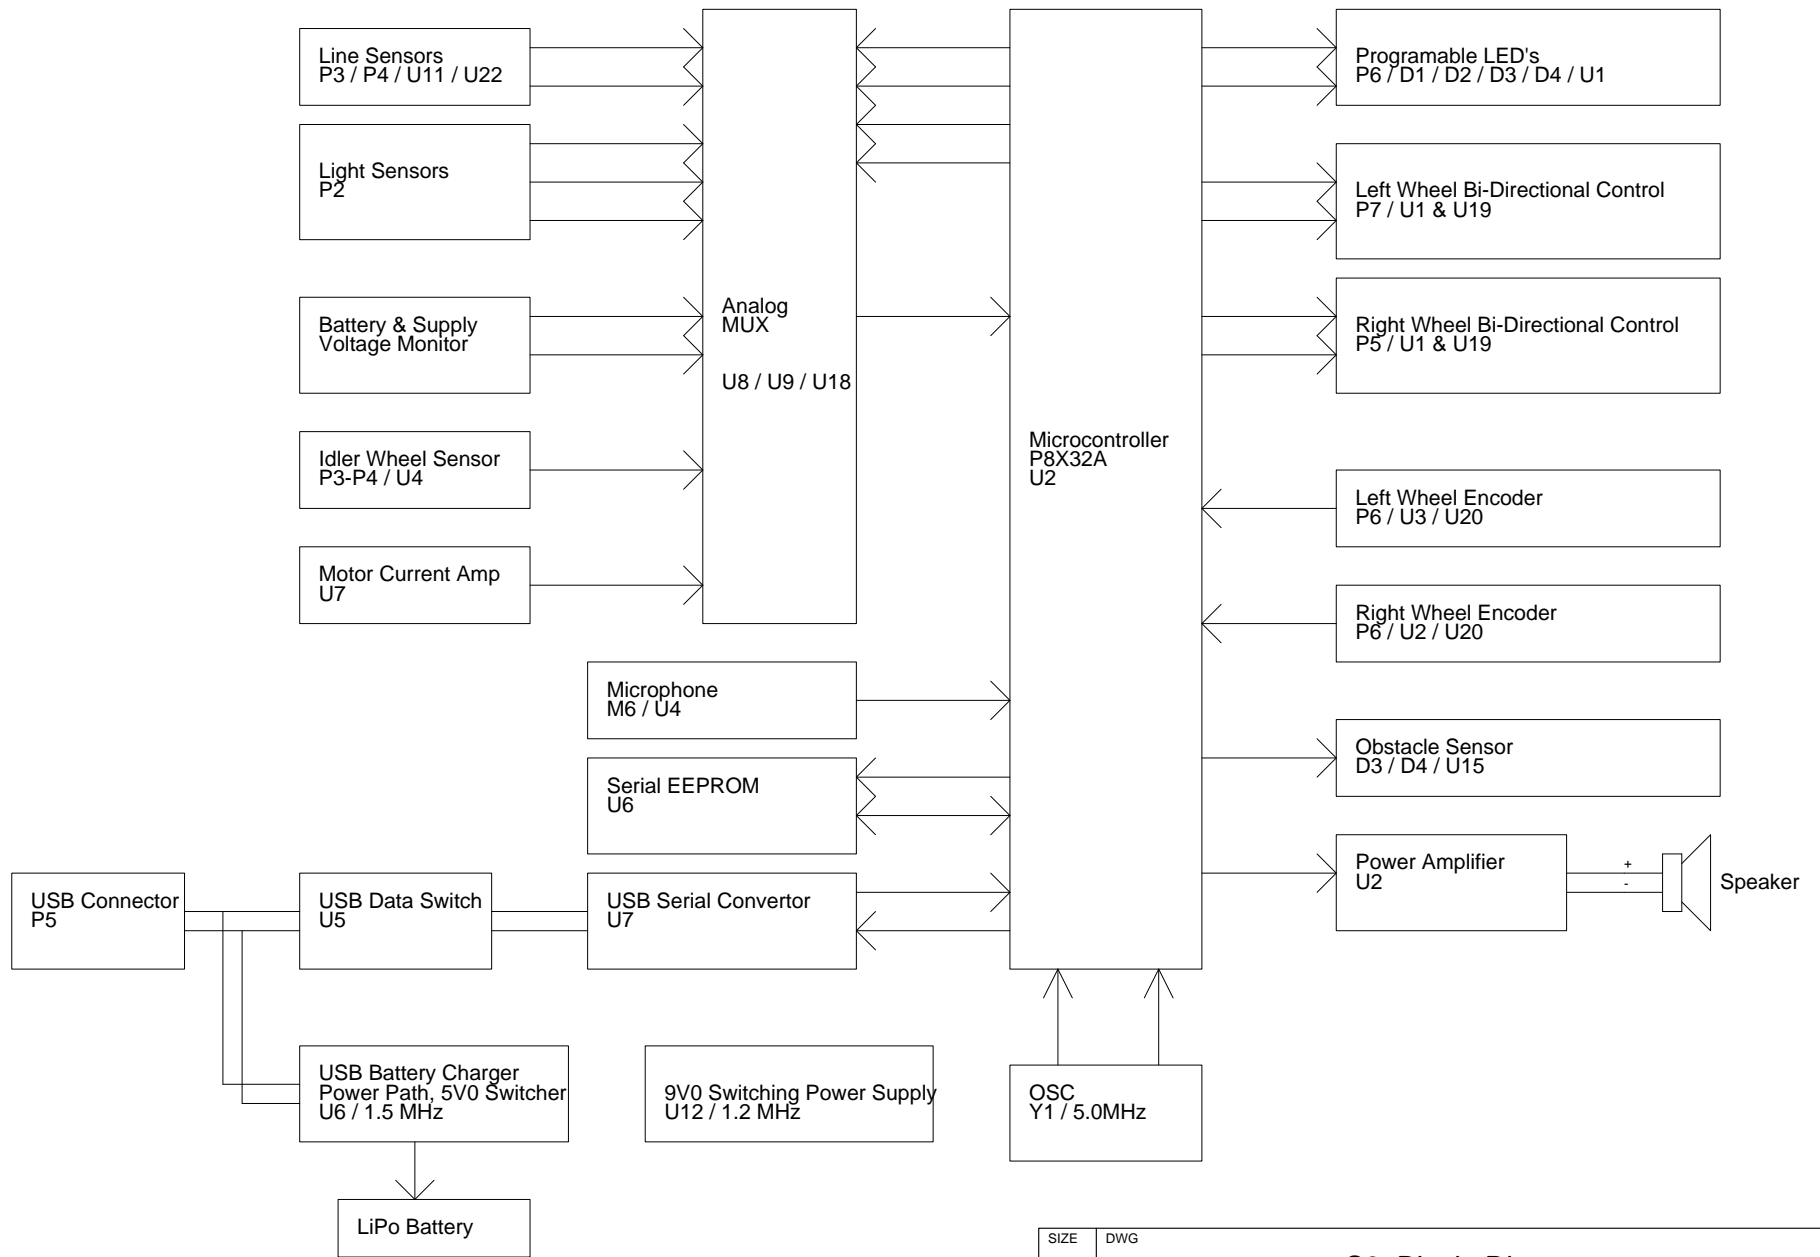 Line Sensors
P3 / P4 / U11 / U22
Light Sensors
P2
Battery & Supply
Voltage Monitor
Idler Wheel Sensor
P3-P4 / U4
Motor Current Amp
U7
Analog
MUX
U8 / U9 / U18
Microcontroller
P8X32A
U2
Programable LED's
P6 / D1 / D2 / D3 / D4 / U1
Left Wheel Bi-Directional Control
P7 / U1 & U19
Right Wheel Bi-Directional Control
P5 / U1 & U19
Left Wheel Encoder
P6 / U3 / U20
Right Wheel Encoder
P6 / U2 / U20
Obstacle Sensor
D3 / D4 / U15
Power Amplifier
U2
+
-
Speaker
Microphone
M6 / U4
Serial EEPROM
U6
USB Connector
P5
USB Data Switch
U5
USB Serial Convertor
U7
USB Battery Charger
Power Path, 5V0 Switcher
U6 / 1.5 MHz
9V0 Switching Power Supply
U12 / 1.2 MHz
OSC
Y1 / 5.0MHz
LiPo Battery
SIZE
DWG